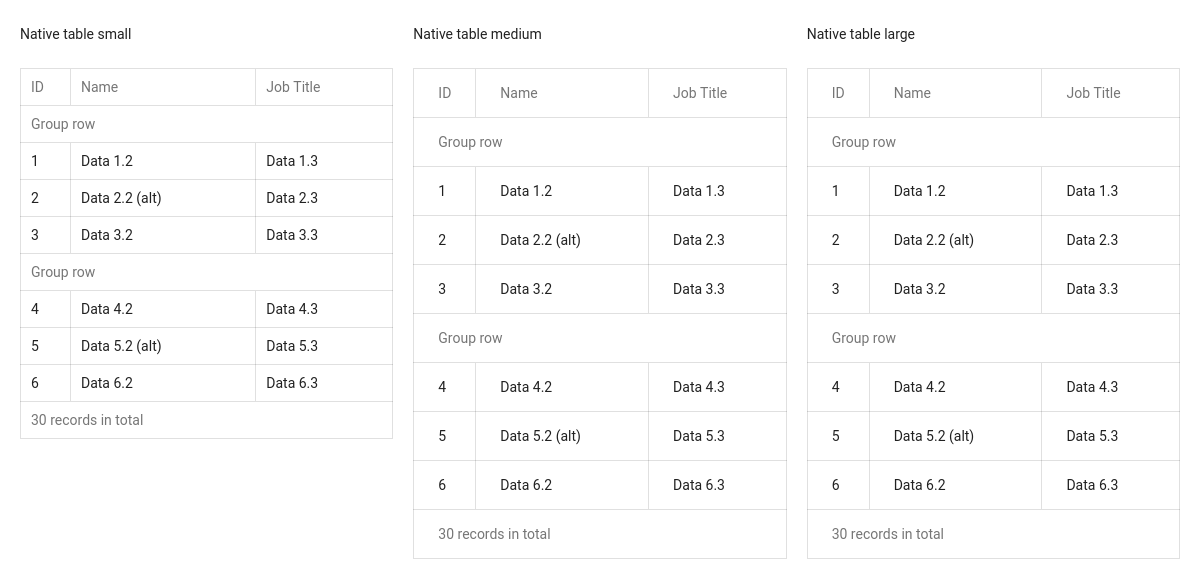 Native table small
ID Name Job Title
Group row
1 Data 1.2 Data 1.3
2 Data 2.2 (alt) Data 2.3
3 Data 3.2 Data 3.3
Group row
4 Data 4.2 Data 4.3
5 Data 5.2 (alt) Data 5.3
6 Data 6.2 Data 6.3
30 records in total
Native table medium
ID Name Job Title
Group row
1 Data 1.2 Data 1.3
2 Data 2.2 (alt) Data 2.3
3 Data 3.2 Data 3.3
Group row
4 Data 4.2 Data 4.3
5 Data 5.2 (alt) Data 5.3
6 Data 6.2 Data 6.3
30 records in total
Native table large
ID Name Job Title
Group row
1 Data 1.2 Data 1.3
2 Data 2.2 (alt) Data 2.3
3 Data 3.2 Data 3.3
Group row
4 Data 4.2 Data 4.3
5 Data 5.2 (alt) Data 5.3
6 Data 6.2 Data 6.3
30 records in total